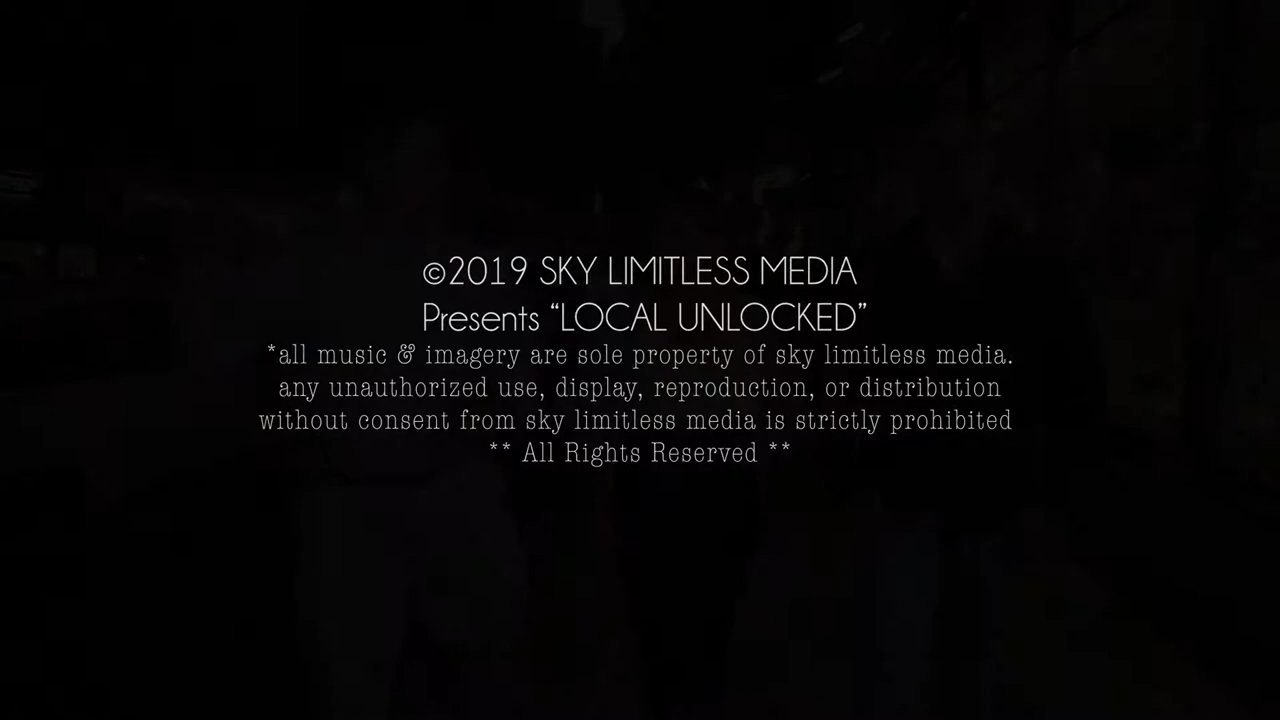 ©2019 SKY LIMITLESS MEDIA
Presents “LOCAL UNLOCKED”
*all music & imagery are sole property of sky limitless media.
any unauthorized use, display, reproduction, or distribution
without consent from sky limitless media is strictly prohibited
** All Rights Reserved **